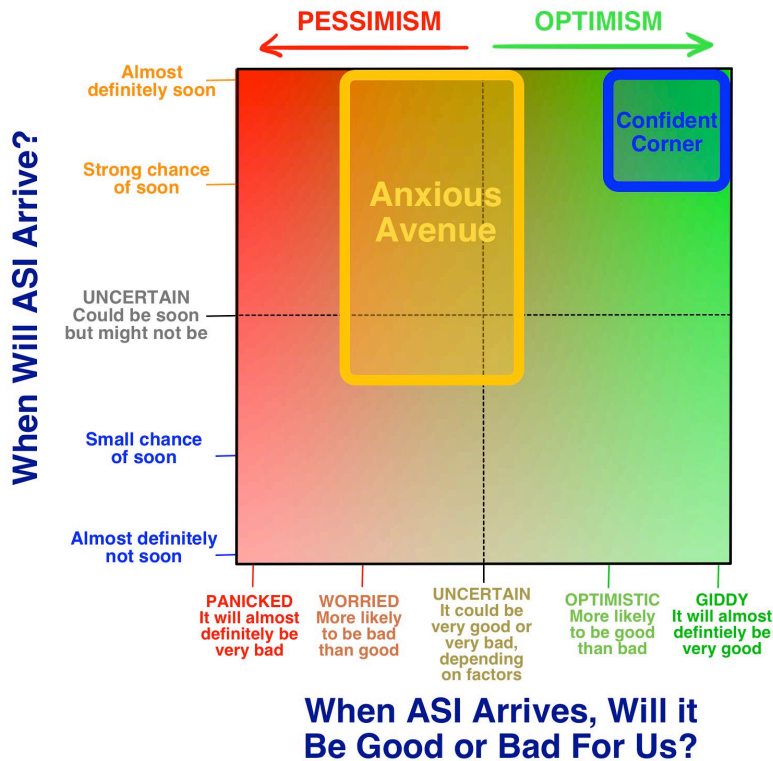 PESSIMISM
OPTIMISM
When Will ASI Arrive?
Almost
definitely soon
Strong chance
of soon
UNCERTAIN
Could be soon
but might not be
Small chance
of soon
Almost definitely
not soon
Anxious
Avenue
Confident
Corner
PANICKED
It will almost
definitely be
very bad
WORRIED
More likely
to be bad
than good
UNCERTAIN
It could be
very good or
very bad,
depending
on factors
OPTIMISTIC
More likely
to be good
than bad
GIDDY
It will almost
defintiely be
very good
When ASI Arrives, Will it
Be Good or Bad For Us?